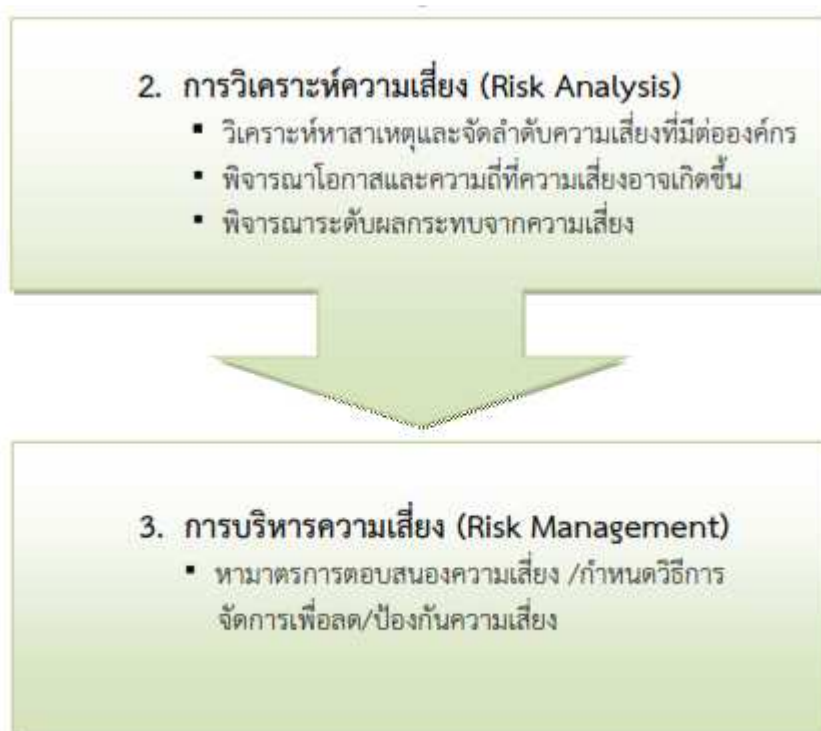 2. การวิเคราะห์ความเสี่ยง (Risk Analysis)
▪ วิเคราะห์หาสาเหตุและจัดลำดับความเสี่ยงที่มีต่อองค์กร
▪ พิจารณาโอกาสและความถี่ที่ความเสี่ยงอาจเกิดขึ้น
▪ พิจารณาระดับผลกระทบจากความเสี่ยง
3. การบริหารความเสี่ยง (Risk Management)
▪ หามาตรการตอบสนองความเสี่ยง /กำหนดวิธีการ
จัดการเพื่อลด/ป้องกันความเสี่ยง